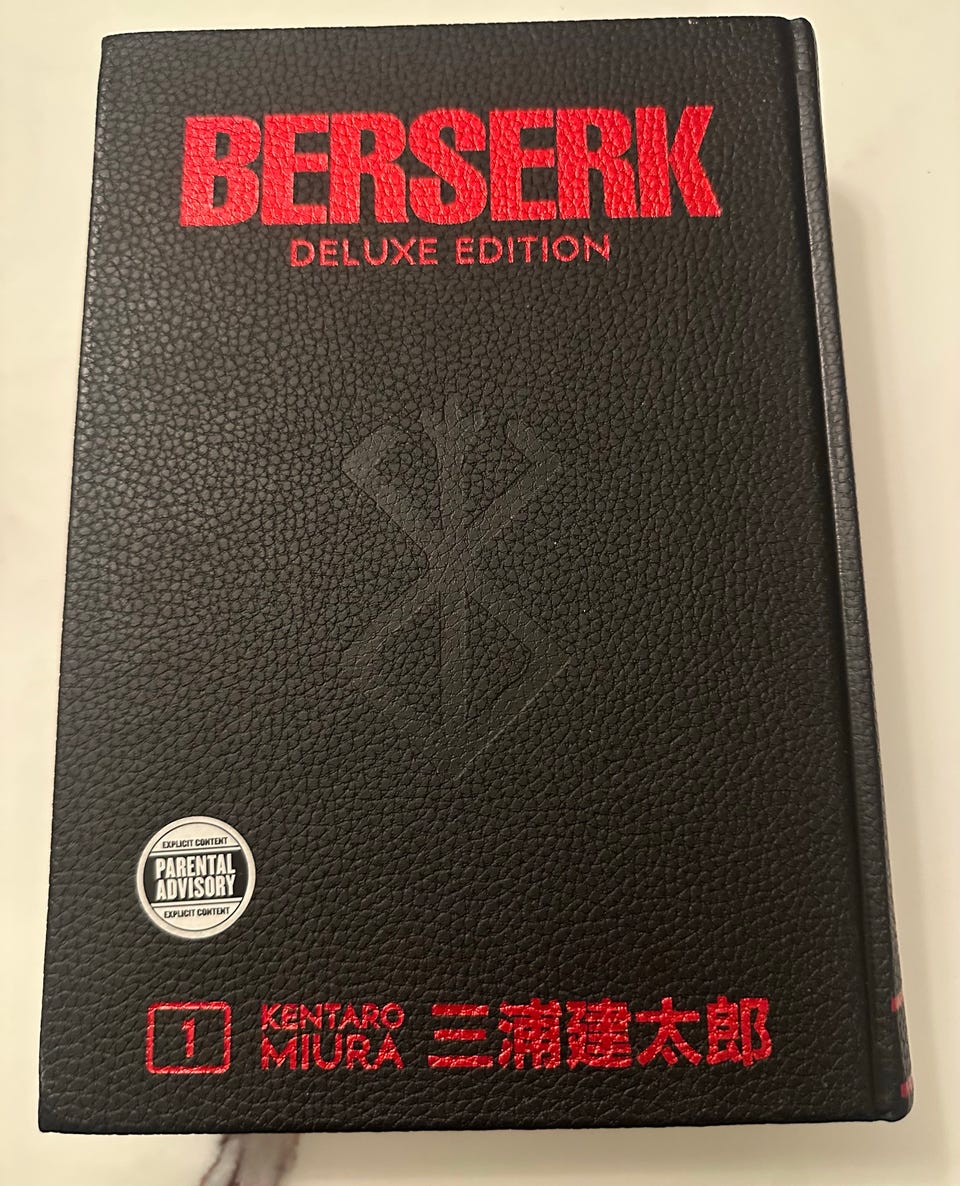 BERSERK
DELUXE EDITION
EXPLICIT CONTENT
PARENTAL
ADVISORY
EXPLICIT CONTENT
1
KENTARO
MIURA
三浦建太郎